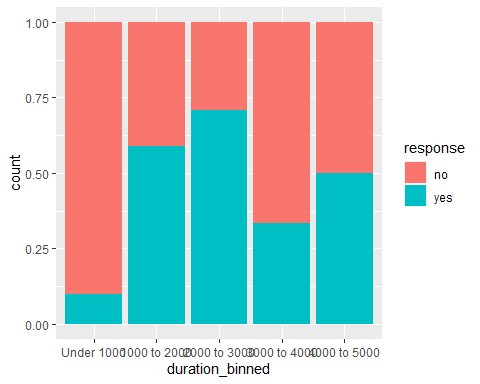 1.00
0.75
0.50
0.25
0.00
count
Under 1000
1000 to 2000
2000 to 3000
3000 to 4000
4000 to 5000
duration_binned
response
no
yes